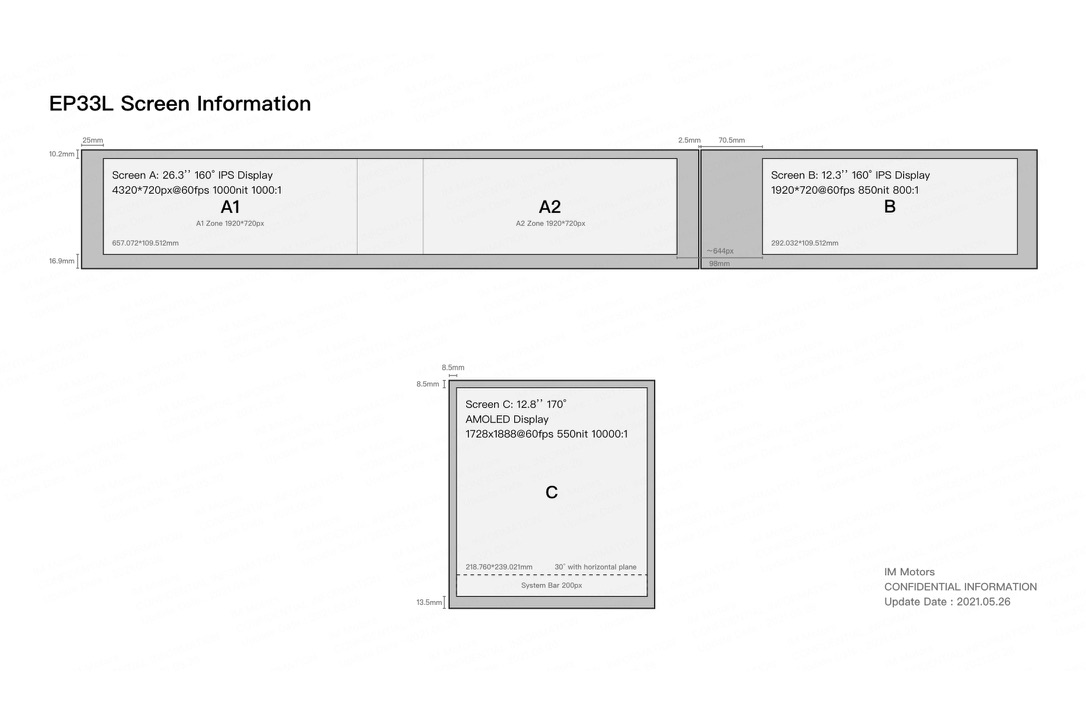 EP33L Screen Information
25mm
2.5mm
70.5mm
10.2mm
Screen A: 26.3’’ 160° IPS Display
4320*720px@60fps 1000nit 1000:1
A1
A1 Zone 1920*720px
657.072*109.512mm
A2
A2 Zone 1920*720px
Screen B: 12.3’’ 160° IPS Display
1920*720@60fps 850nit 800:1
B
292.032*109.512mm
~644px
98mm
16.9mm
8.5mm
8.5mm
Screen C: 12.8’’ 170°
AMOLED Display
1728x1888@60fps 550nit 10000:1
C
218.760*239.021mm
30° with horizontal plane
System Bar 200px
13.5mm
IM Motors
CONFIDENTIAL INFORMATION
Update Date : 2021.05.26